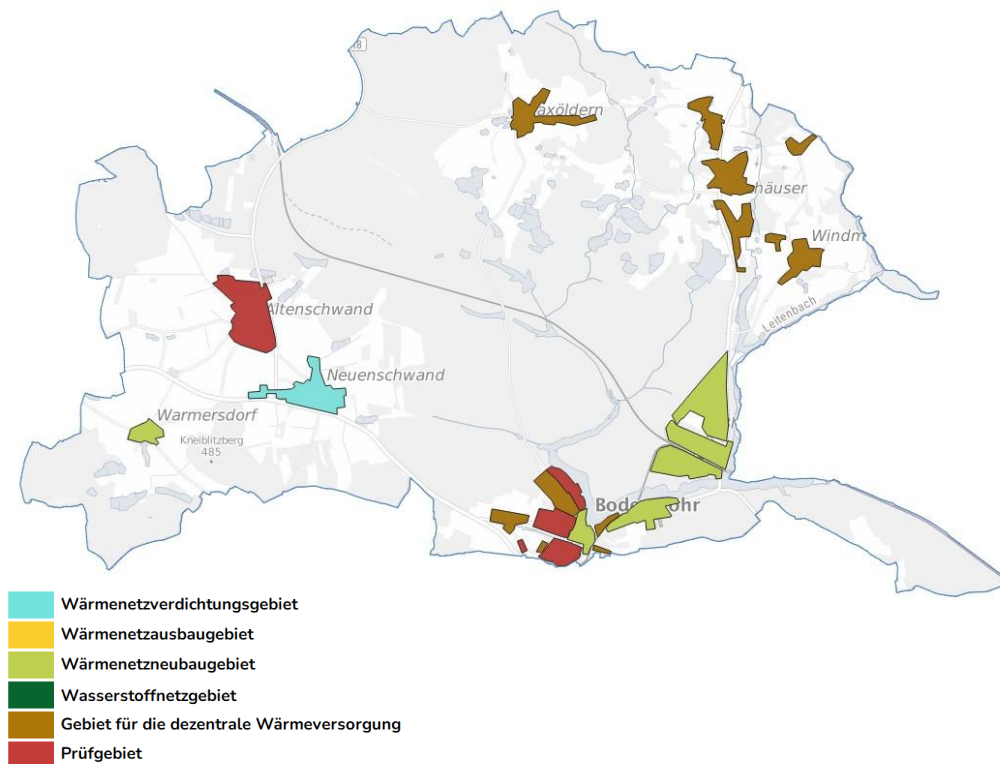 axöldern
häuser
Windm
Leitenbach
Altenschwand
Neuenschwand
Warmersdorf
Kneiblitzberg
485
Wärmenetzverdichtungsgebiet
Wärmenetzausbaugebiet
Wärmenetzneubaugebiet
Wasserstoffnetzgebiet
Gebiet für die dezentrale Wärmeversorgung
Prüfgebiet